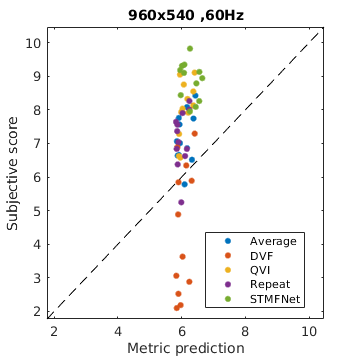 960x540 ,60Hz
Subjective score
10
9
8
7
6
5
4
3
2
Average
DVF
QVI
Repeat
STMFNet
2 4 6 8 10
Metric prediction